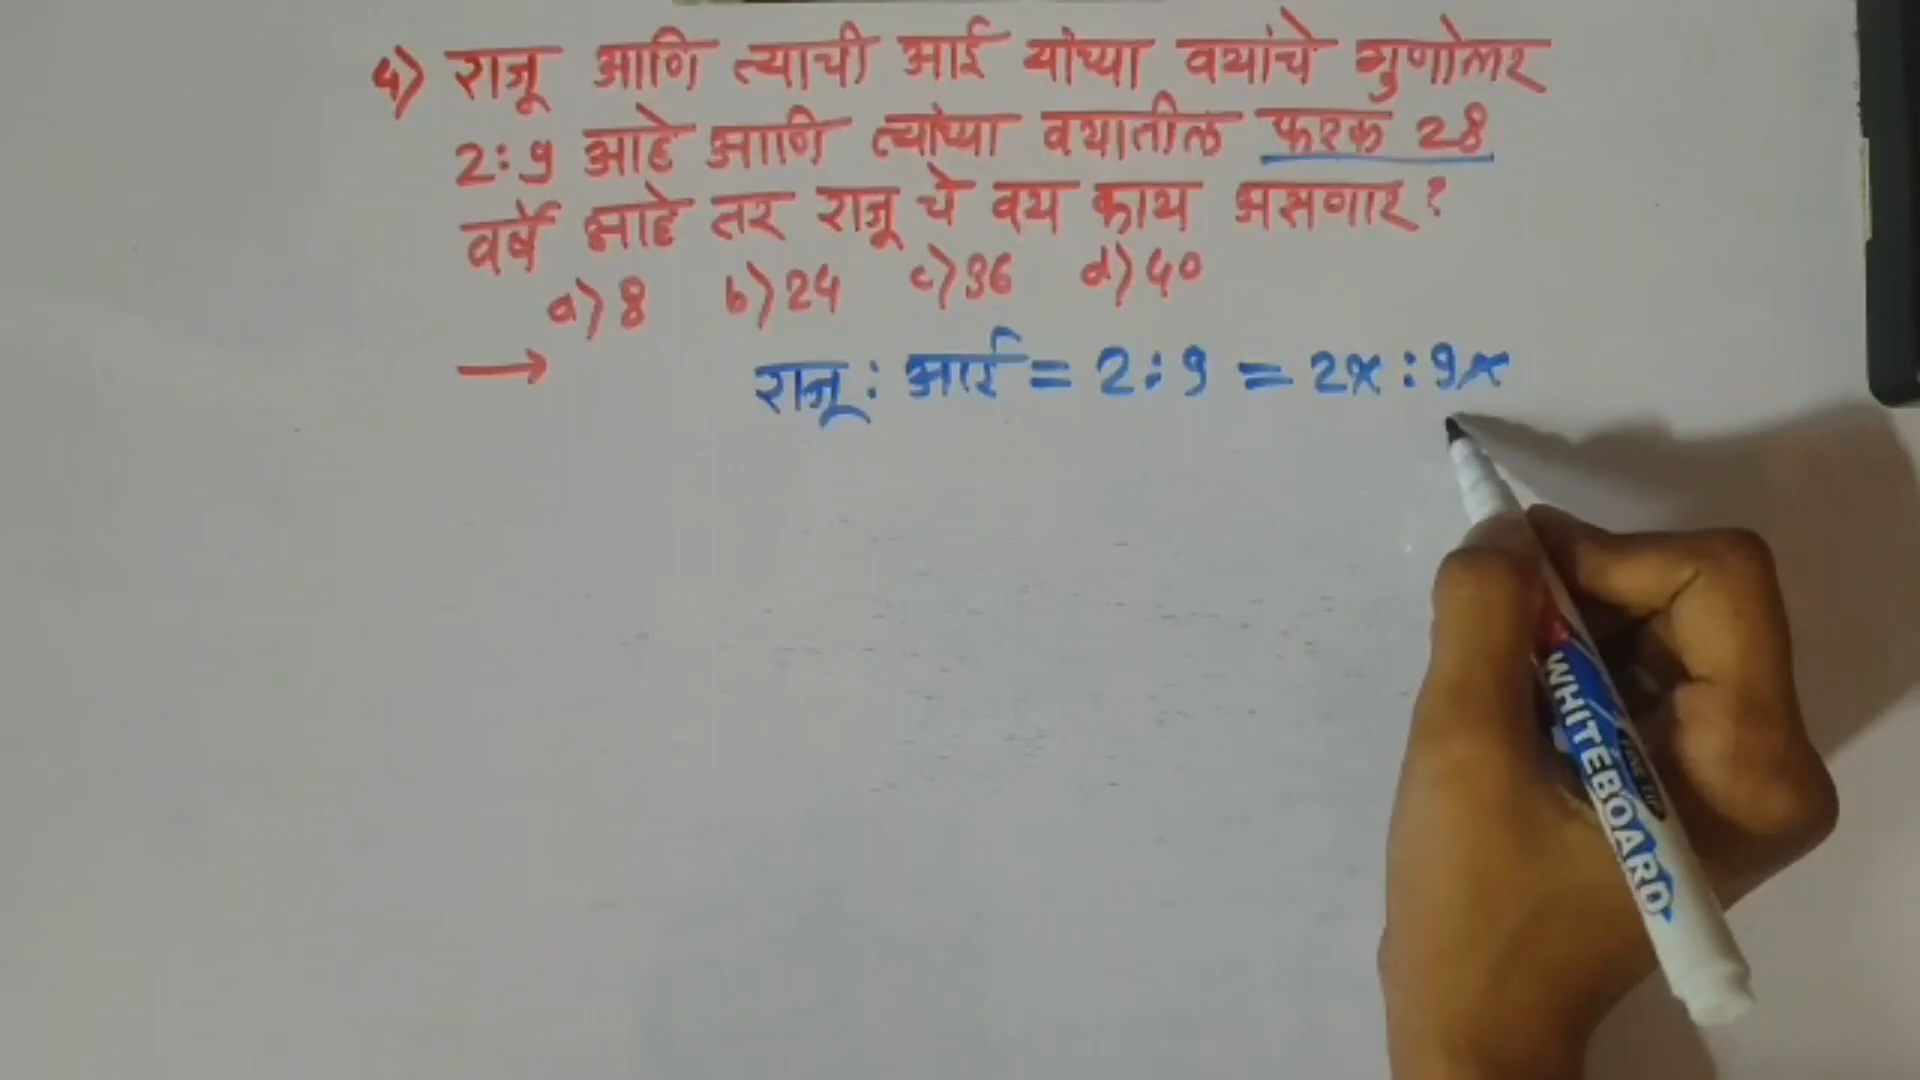 4) राजू आणि त्याची आई यांच्या वयांचे गुणोत्तर
2:9 आहे आणि त्यांच्या वयातील फरक 28
वर्षे आहे तर राजू चे वय काय असणार?
a) 8 b) 24 c) 36 d) 40
→ राजू : आई = 2:9 = 2x : 9x
WHITEBOARD